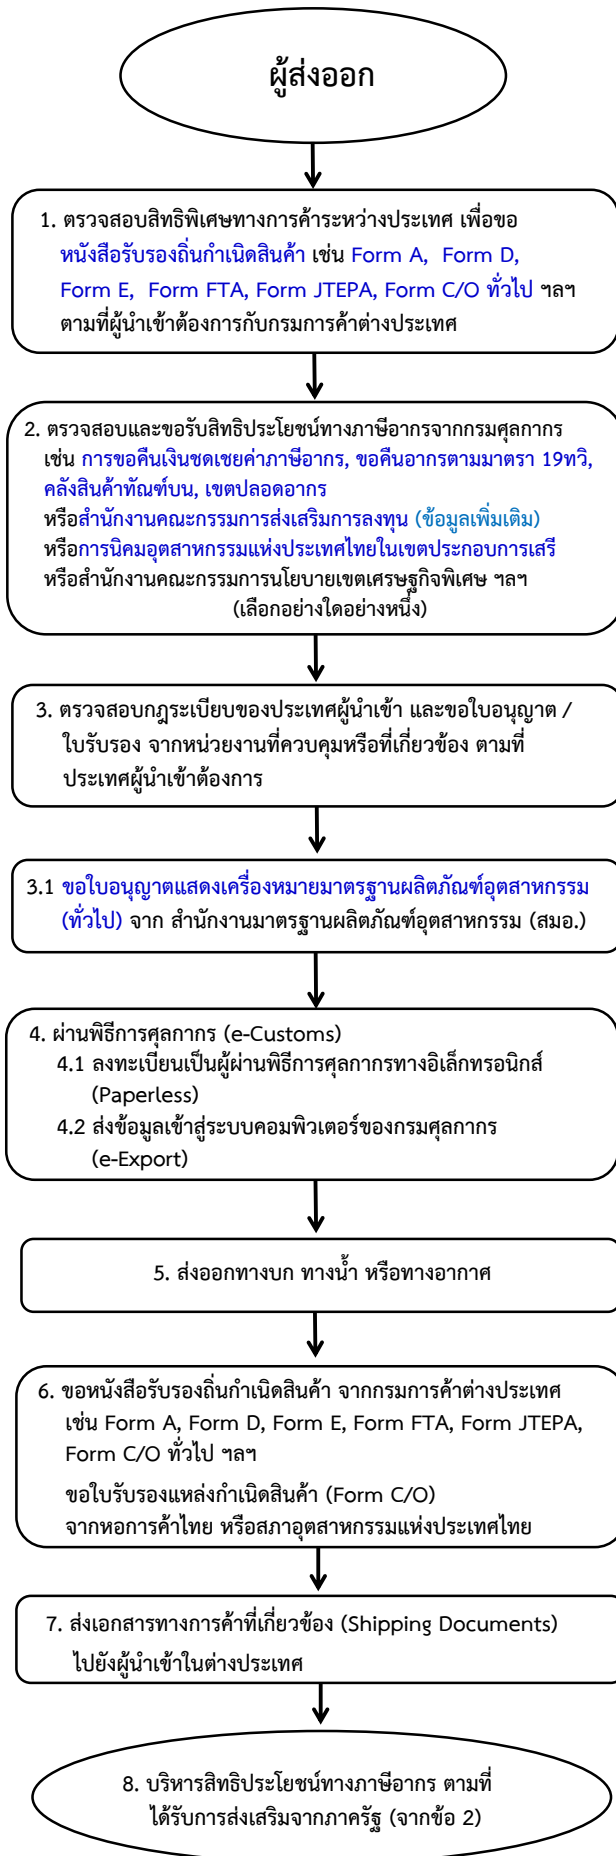 ผู้ส่งออก
1. ตรวจสอบสิทธิพิเศษทางการค้าระหว่างประเทศ เพื่อขอ
หนังสือรับรองถิ่นกำเนิดสินค้า เช่น Form A, Form D,
Form E, Form FTA, Form JTEPA, Form C/O ทั่วไป ฯลฯ
ตามที่ผู้นำเข้าต้องการกับกรมการค้าต่างประเทศ
2. ตรวจสอบและขอรับสิทธิประโยชน์ทางภาษีอากรจากกรมศุลกากร
เช่น การขอคืนเงินชดเชยค่าภาษีอากร, ขอคืนอากรตามมาตรา 19ทวิ,
คลังสินค้าทัณฑ์บน, เขตปลอดอากร
หรือสำนักงานคณะกรรมการส่งเสริมการลงทุน (ข้อมูลเพิ่มเติม)
หรือการนิคมอุตสาหกรรมแห่งประเทศไทยในเขตประกอบการเสรี
หรือสำนักงานคณะกรรมการนโยบายเขตเศรษฐกิจพิเศษ ฯลฯ
(เลือกอย่างใดอย่างหนึ่ง)
3. ตรวจสอบกฎระเบียบของประเทศผู้นำเข้า และขอใบอนุญาต /
ใบรับรอง จากหน่วยงานที่ควบคุมหรือที่เกี่ยวข้อง ตามที่
ประเทศผู้นำเข้าต้องการ
3.1 ขอใบอนุญาตแสดงเครื่องหมายมาตรฐานผลิตภัณฑ์อุตสาหกรรม
(ทั่วไป) จาก สำนักงานมาตรฐานผลิตภัณฑ์อุตสาหกรรม (สมอ.)
4. ผ่านพิธีการศุลกากร (e-Customs)
4.1 ลงทะเบียนเป็นผู้ผ่านพิธีการศุลกากรทางอิเล็กทรอนิกส์
(Paperless)
4.2 ส่งข้อมูลเข้าสู่ระบบคอมพิวเตอร์ของกรมศุลกากร
(e-Export)
5. ส่งออกทางบก ทางน้ำ หรือทางอากาศ
6. ขอหนังสือรับรองถิ่นกำเนิดสินค้า จากกรมการค้าต่างประเทศ
เช่น Form A, Form D, Form E, Form FTA, Form JTEPA,
Form C/O ทั่วไป ฯลฯ
ขอใบรับรองแหล่งกำเนิดสินค้า (Form C/O)
จากหอการค้าไทย หรือสภาอุตสาหกรรมแห่งประเทศไทย
7. ส่งเอกสารทางการค้าที่เกี่ยวข้อง (Shipping Documents)
ไปยังผู้นำเข้าในต่างประเทศ
8. บริหารสิทธิประโยชน์ทางภาษีอากร ตามที่
ได้รับการส่งเสริมจากภาครัฐ (จากข้อ 2)